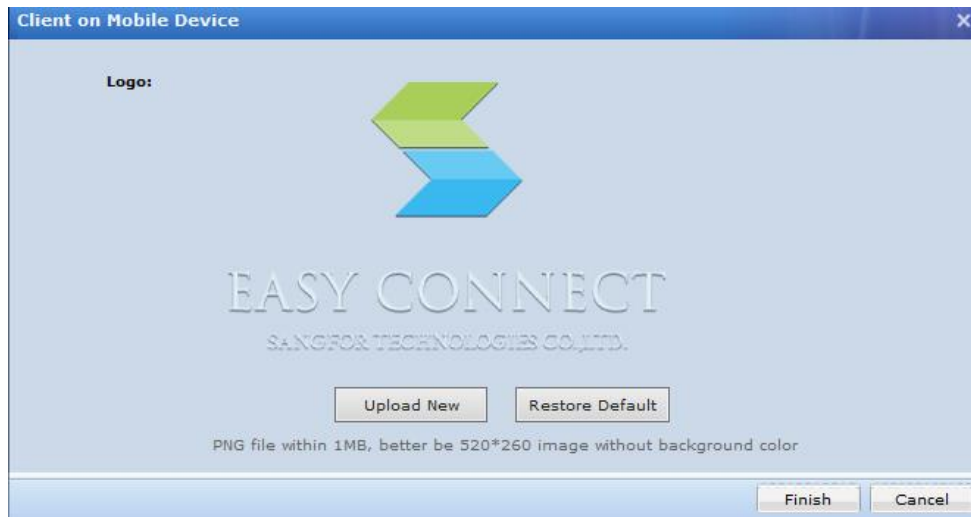 Client on Mobile Device
Logo:
EASY CONNECT
SANGFOR TECHNOLOGIES CO.,LTD.
Upload New Restore Default
PNG file within 1MB, better be 520*260 image without background color
Finish Cancel